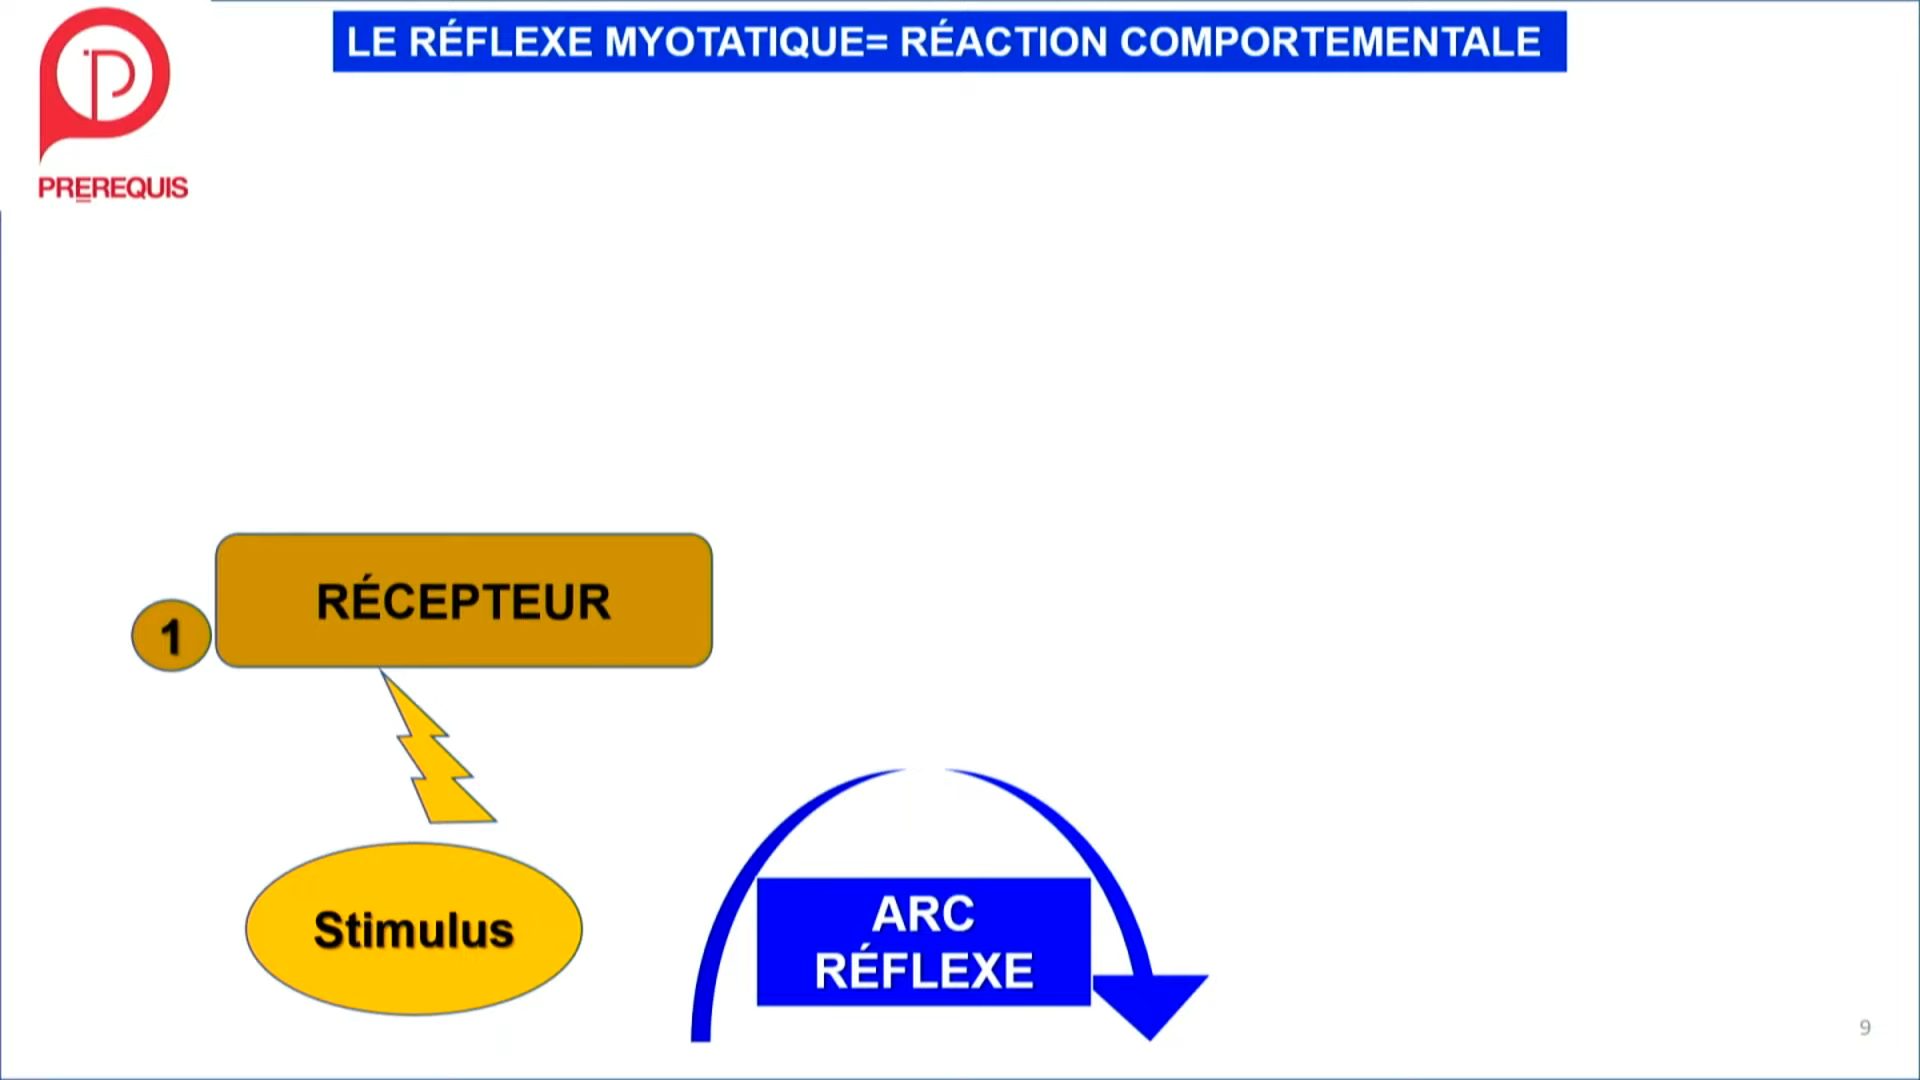 LE RÉFLEXE MYOTATIQUE= RÉACTION COMPORTEMENTALE
PREREQUIS
RÉCEPTEUR
1
Stimulus
ARC
RÉFLEXE
9